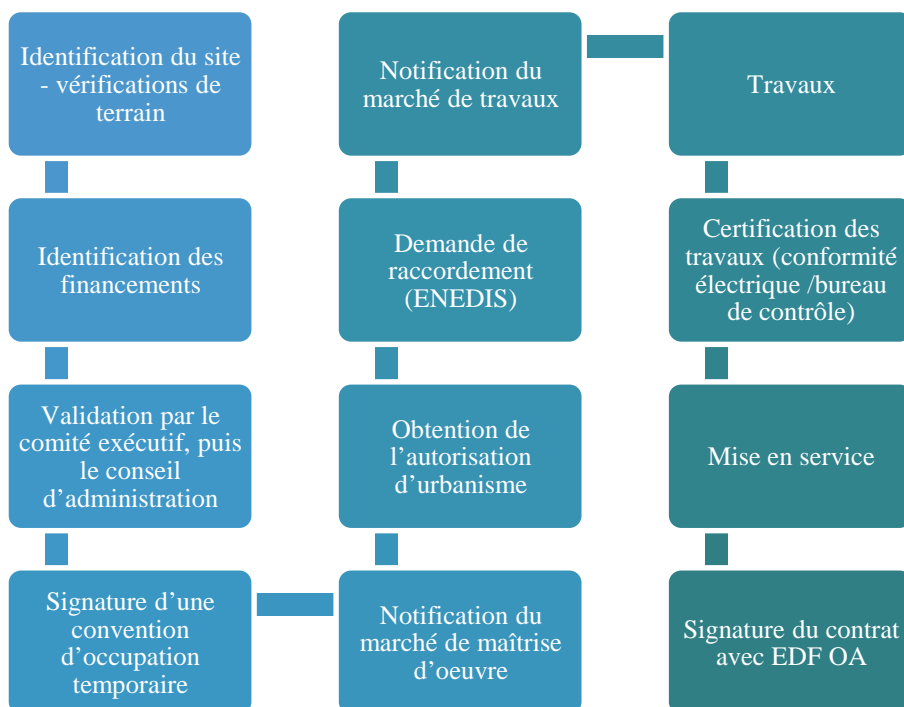 Identification du site
- vérifications de
terrain
Identification des
financements
Validation par le
comité exécutif, puis
le conseil
d’administration
Signature d’une
convention
d’occupation
temporaire
Notification du
marché de maîtrise
d’oeuvre
Obtention de
l’autorisation
d’urbanisme
Demande de
raccordement
(ENEDIS)
Notification du
marché de travaux
Travaux
Certification des
travaux (conformité
électrique /bureau
de contrôle)
Mise en service
Signature du contrat
avec EDF OA